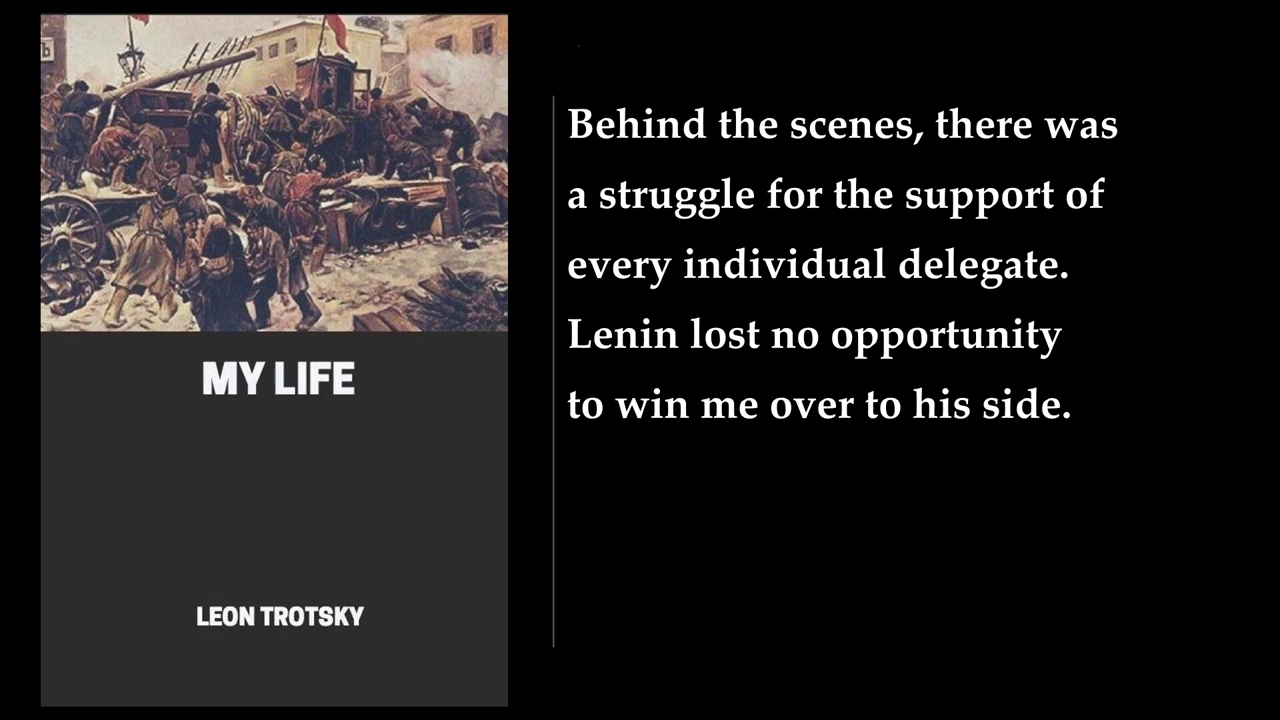 MY LIFE
LEON TROTSKY
Behind the scenes, there was
a struggle for the support of
every individual delegate.
Lenin lost no opportunity
to win me over to his side.